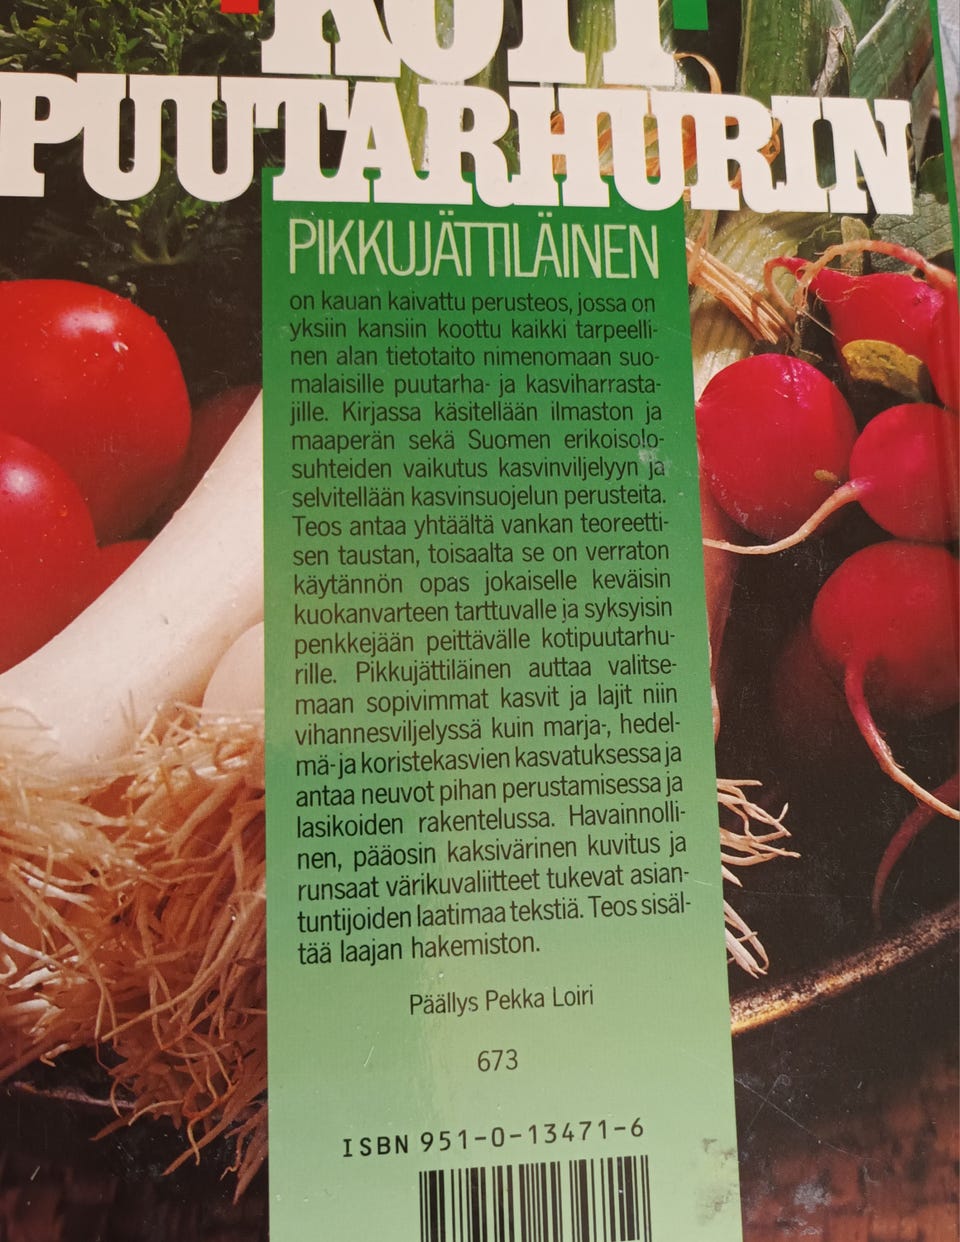 KOTI
PUUTARHURIN
PIKKUJÄTTILÄINEN
on kauan kaivattu perusteos, jossa on
yksiin kansiin koottu kaikki tarpeelli-
nen alan tietotaito nimenomaan suo-
malaisille puutarha- ja kasviharrasta-
jille. Kirjassa käsitellään ilmaston ja
maaperän sekä Suomen erikoisolo-
suhteiden vaikutus kasvinviljelyyn ja
selvitellään kasvinsuojelun perusteita.
Teos antaa yhtäältä vankan teoreetti-
sen taustan, toisaalta se on verraton
käytännön opas jokaiselle keväisin
kuokanvarteen tarttuvalle ja syksyisin
penkkejään peittävälle kotipuutarhu-
rille. Pikkujättiläinen auttaa valitse-
maan sopivimmat kasvit ja lajit niin
vihannesviljelyssä kuin marja-, hedel-
mä- ja koristekasvien kasvatuksessa ja
antaa neuvot pihan perustamisessa ja
lasikoiden rakentelussa. Havainnolli-
nen, pääosin kaksivärinen kuvitus ja
runsaat värikuvaliitteet tukevat asian-
tuntijoiden laatimaa tekstiä. Teos sisäl-
tää laajan hakemiston.
Päällys Pekka Loiri
673
ISBN 951-0-13471-6